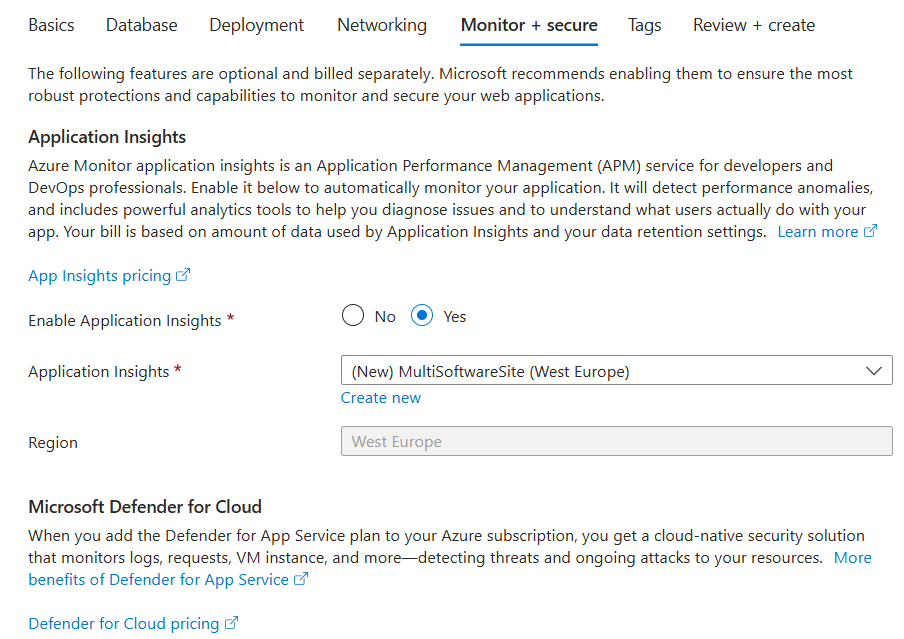 Basics Database Deployment Networking Monitor + secure Tags Review + create
The following features are optional and billed separately. Microsoft recommends enabling them to ensure the most
robust protections and capabilities to monitor and secure your web applications.
Application Insights
Azure Monitor application insights is an Application Performance Management (APM) service for developers and
DevOps professionals. Enable it below to automatically monitor your application. It will detect performance anomalies,
and includes powerful analytics tools to help you diagnose issues and to understand what users actually do with your
app. Your bill is based on amount of data used by Application Insights and your data retention settings. Learn more
App Insights pricing
Enable Application Insights * No Yes
Application Insights * (New) MultiSoftwareSite (West Europe)
Create new
Region West Europe
Microsoft Defender for Cloud
When you add the Defender for App Service plan to your Azure subscription, you get a cloud-native security solution
that monitors logs, requests, VM instance, and more—detecting threats and ongoing attacks to your resources. More
benefits of Defender for App Service
Defender for Cloud pricing